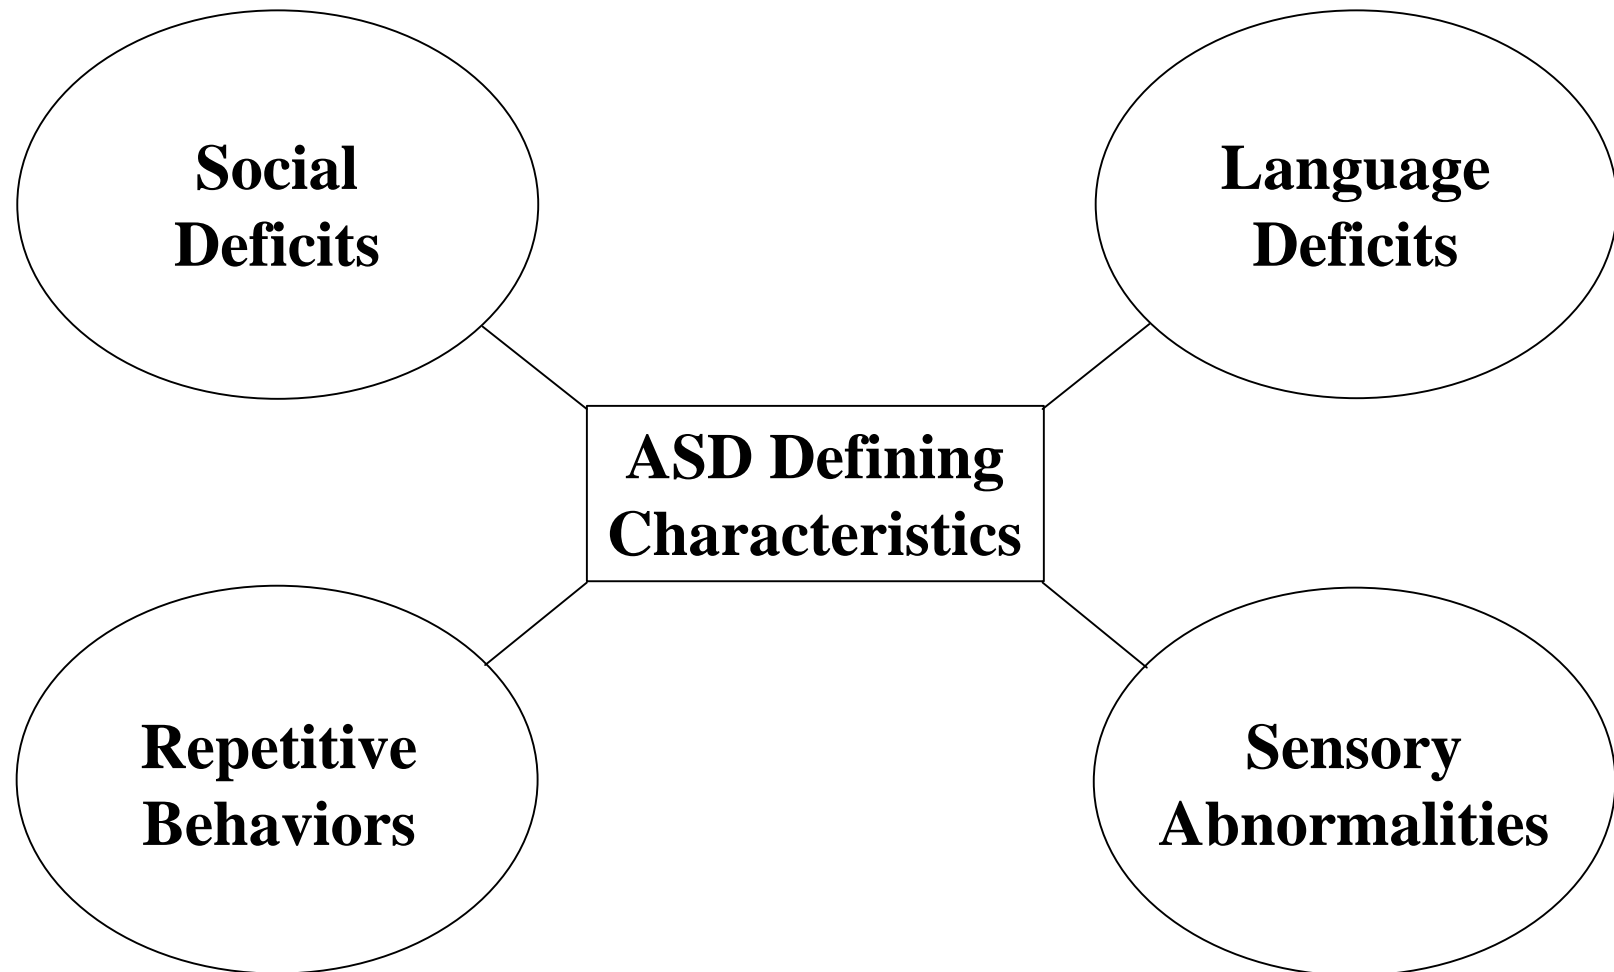 Social
Deficits
Language
Deficits
ASD Defining
Characteristics
Repetitive
Behaviors
Sensory
Abnormalities